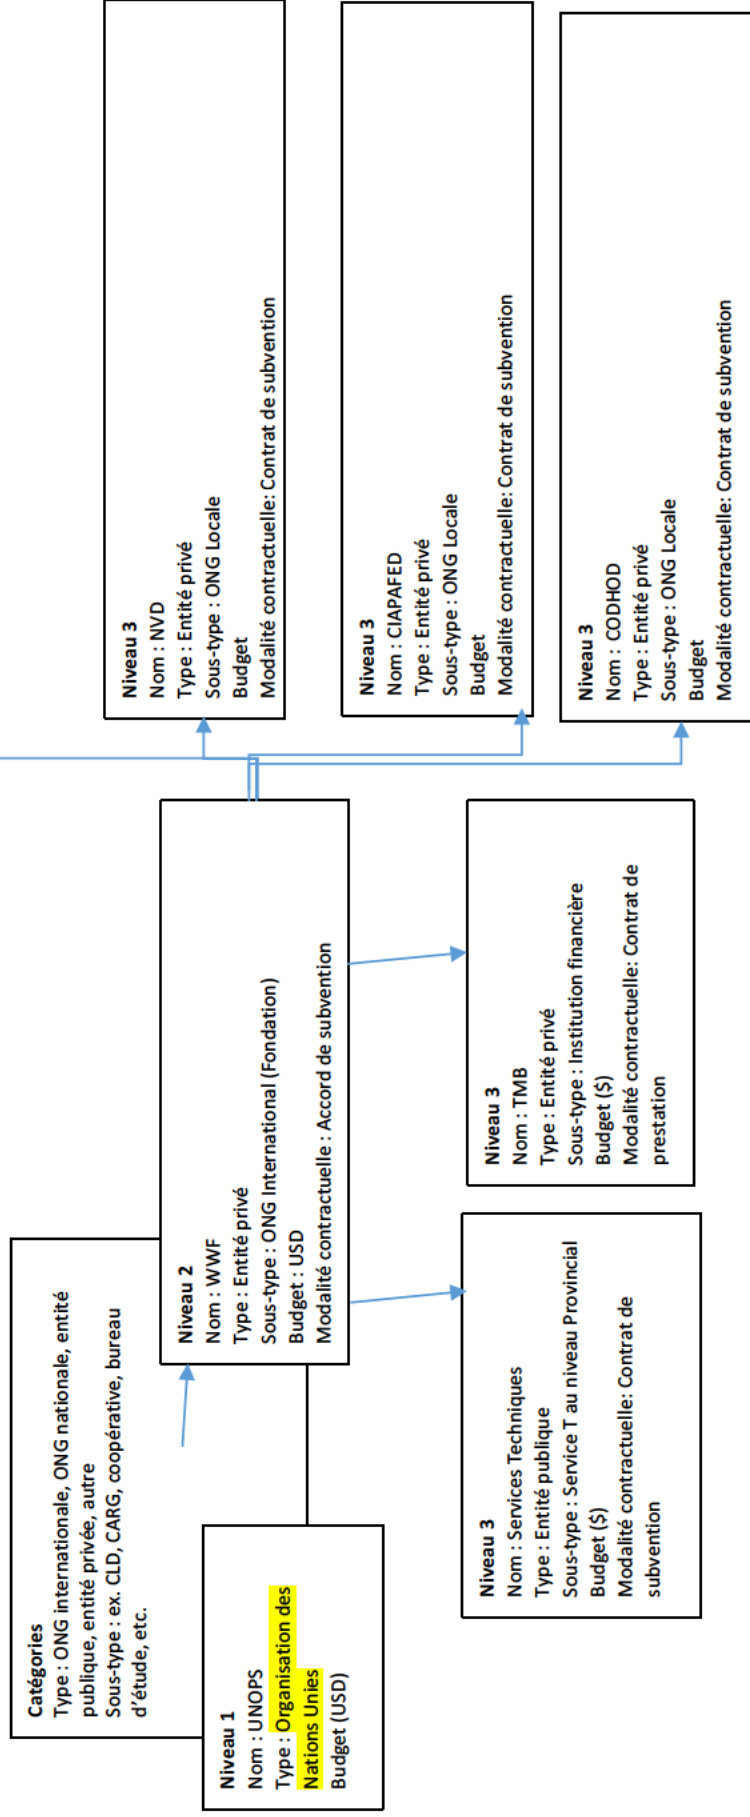 Catégories
Type : ONG internationale, ONG nationale, entité
publique, entité privée, autre
Sous-type : ex. CLD, CARG, coopérative, bureau
d'étude, etc.
Niveau 1
Nom : UNOPS
Type : Organisation des
Nations Unies
Budget (USD)
Niveau 2
Nom : WWF
Type : Entité privé
Sous-type : ONG International (Fondation)
Budget : USD
Modalité contractuelle : Accord de subvention
Niveau 3
Nom : Services Techniques
Type : Entité publique
Sous-type : Service T au niveau Provincial
Budget ($)
Modalité contractuelle: Contrat de
subvention
Niveau 3
Nom : TMB
Type : Entité privé
Sous-type : Institution financière
Budget ($)
Modalité contractuelle: Contrat de
prestation
Niveau 3
Nom : NVD
Type : Entité privé
Sous-type : ONG Locale
Budget
Modalité contractuelle: Contrat de subvention
Niveau 3
Nom : CIAPAFED
Type : Entité privé
Sous-type : ONG Locale
Budget
Modalité contractuelle: Contrat de subvention
Niveau 3
Nom : CODHOD
Type : Entité privé
Sous-type : ONG Locale
Budget
Modalité contractuelle: Contrat de subvention